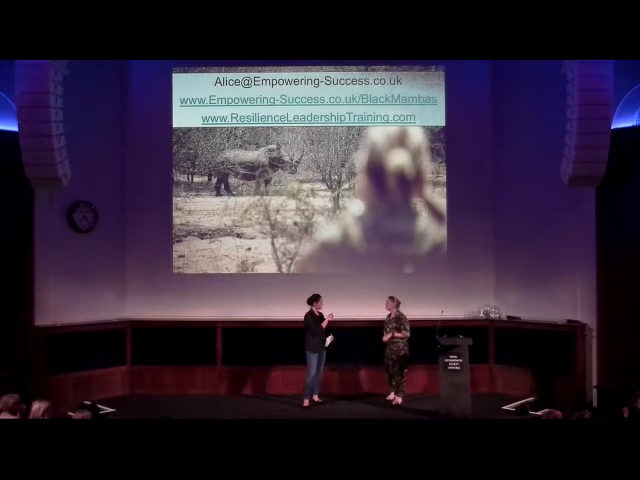 Alice@Empowering-Success.co.uk
www.Empowering-Success.co.uk/BlackMambas
www.ResilienceLeadershipTraining.com